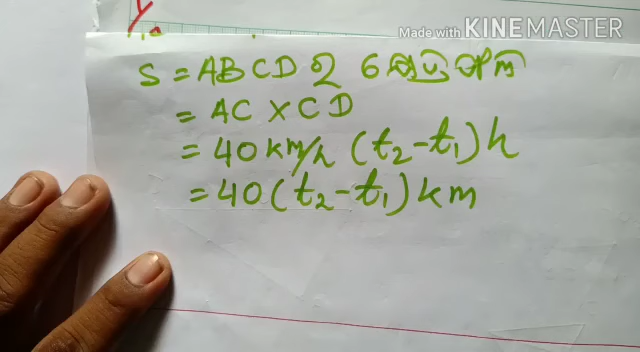 Made with KINEMASTER
S = ABCD ର
= AC X CD
= 40 km/h (t₂-t₁) h
= 40 (t₂-t₁) km